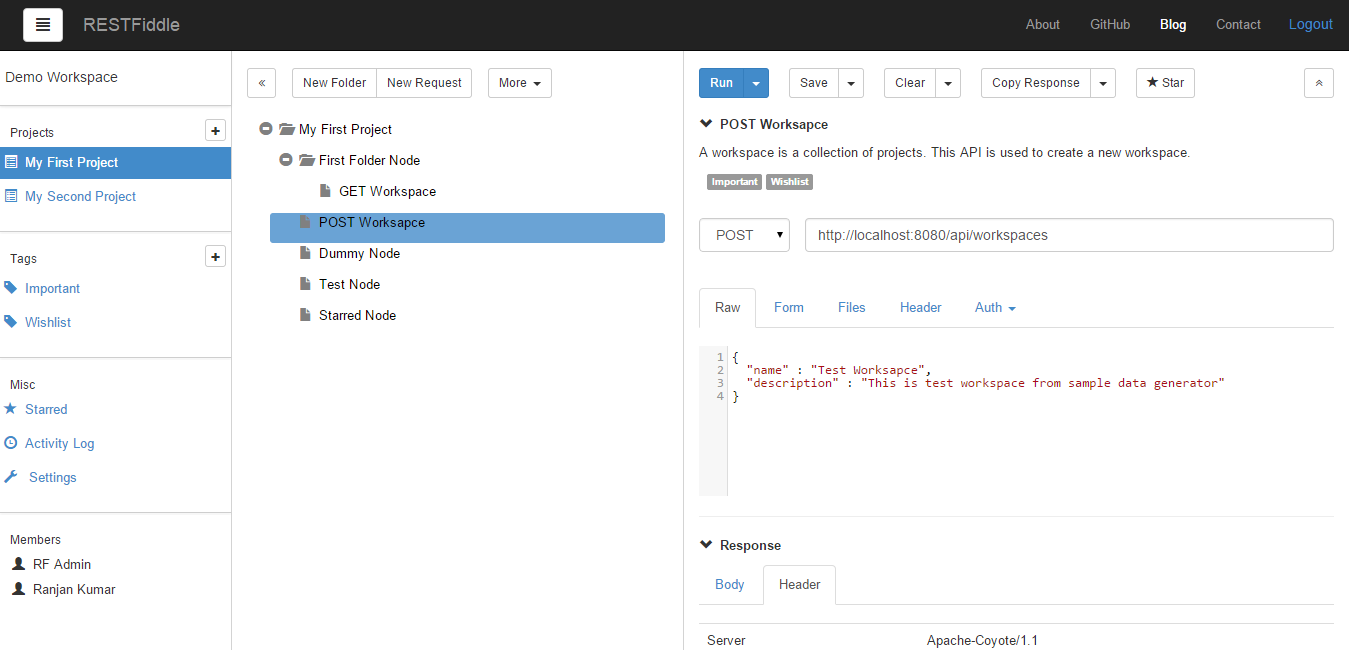 RESTFiddle
About GitHub Blog Contact Logout
Demo Workspace
Projects +
My First Project
My Second Project
Tags +
Important
Wishlist
Misc
Starred
Activity Log
Settings
Members
RF Admin
Ranjan Kumar
« New Folder New Request More
My First Project
First Folder Node
GET Workspace
POST Worksapce
Dummy Node
Test Node
Starred Node
Run Save Clear Copy Response Star
POST Worksapce
A workspace is a collection of projects. This API is used to create a new workspace.
Important Wishlist
POST http://localhost:8080/api/workspaces
Raw Form Files Header Auth
1 {
2 "name" : "Test Worksapce",
3 "description" : "This is test workspace from sample data generator"
4 }
Response
Body Header
Server Apache-Coyote/1.1